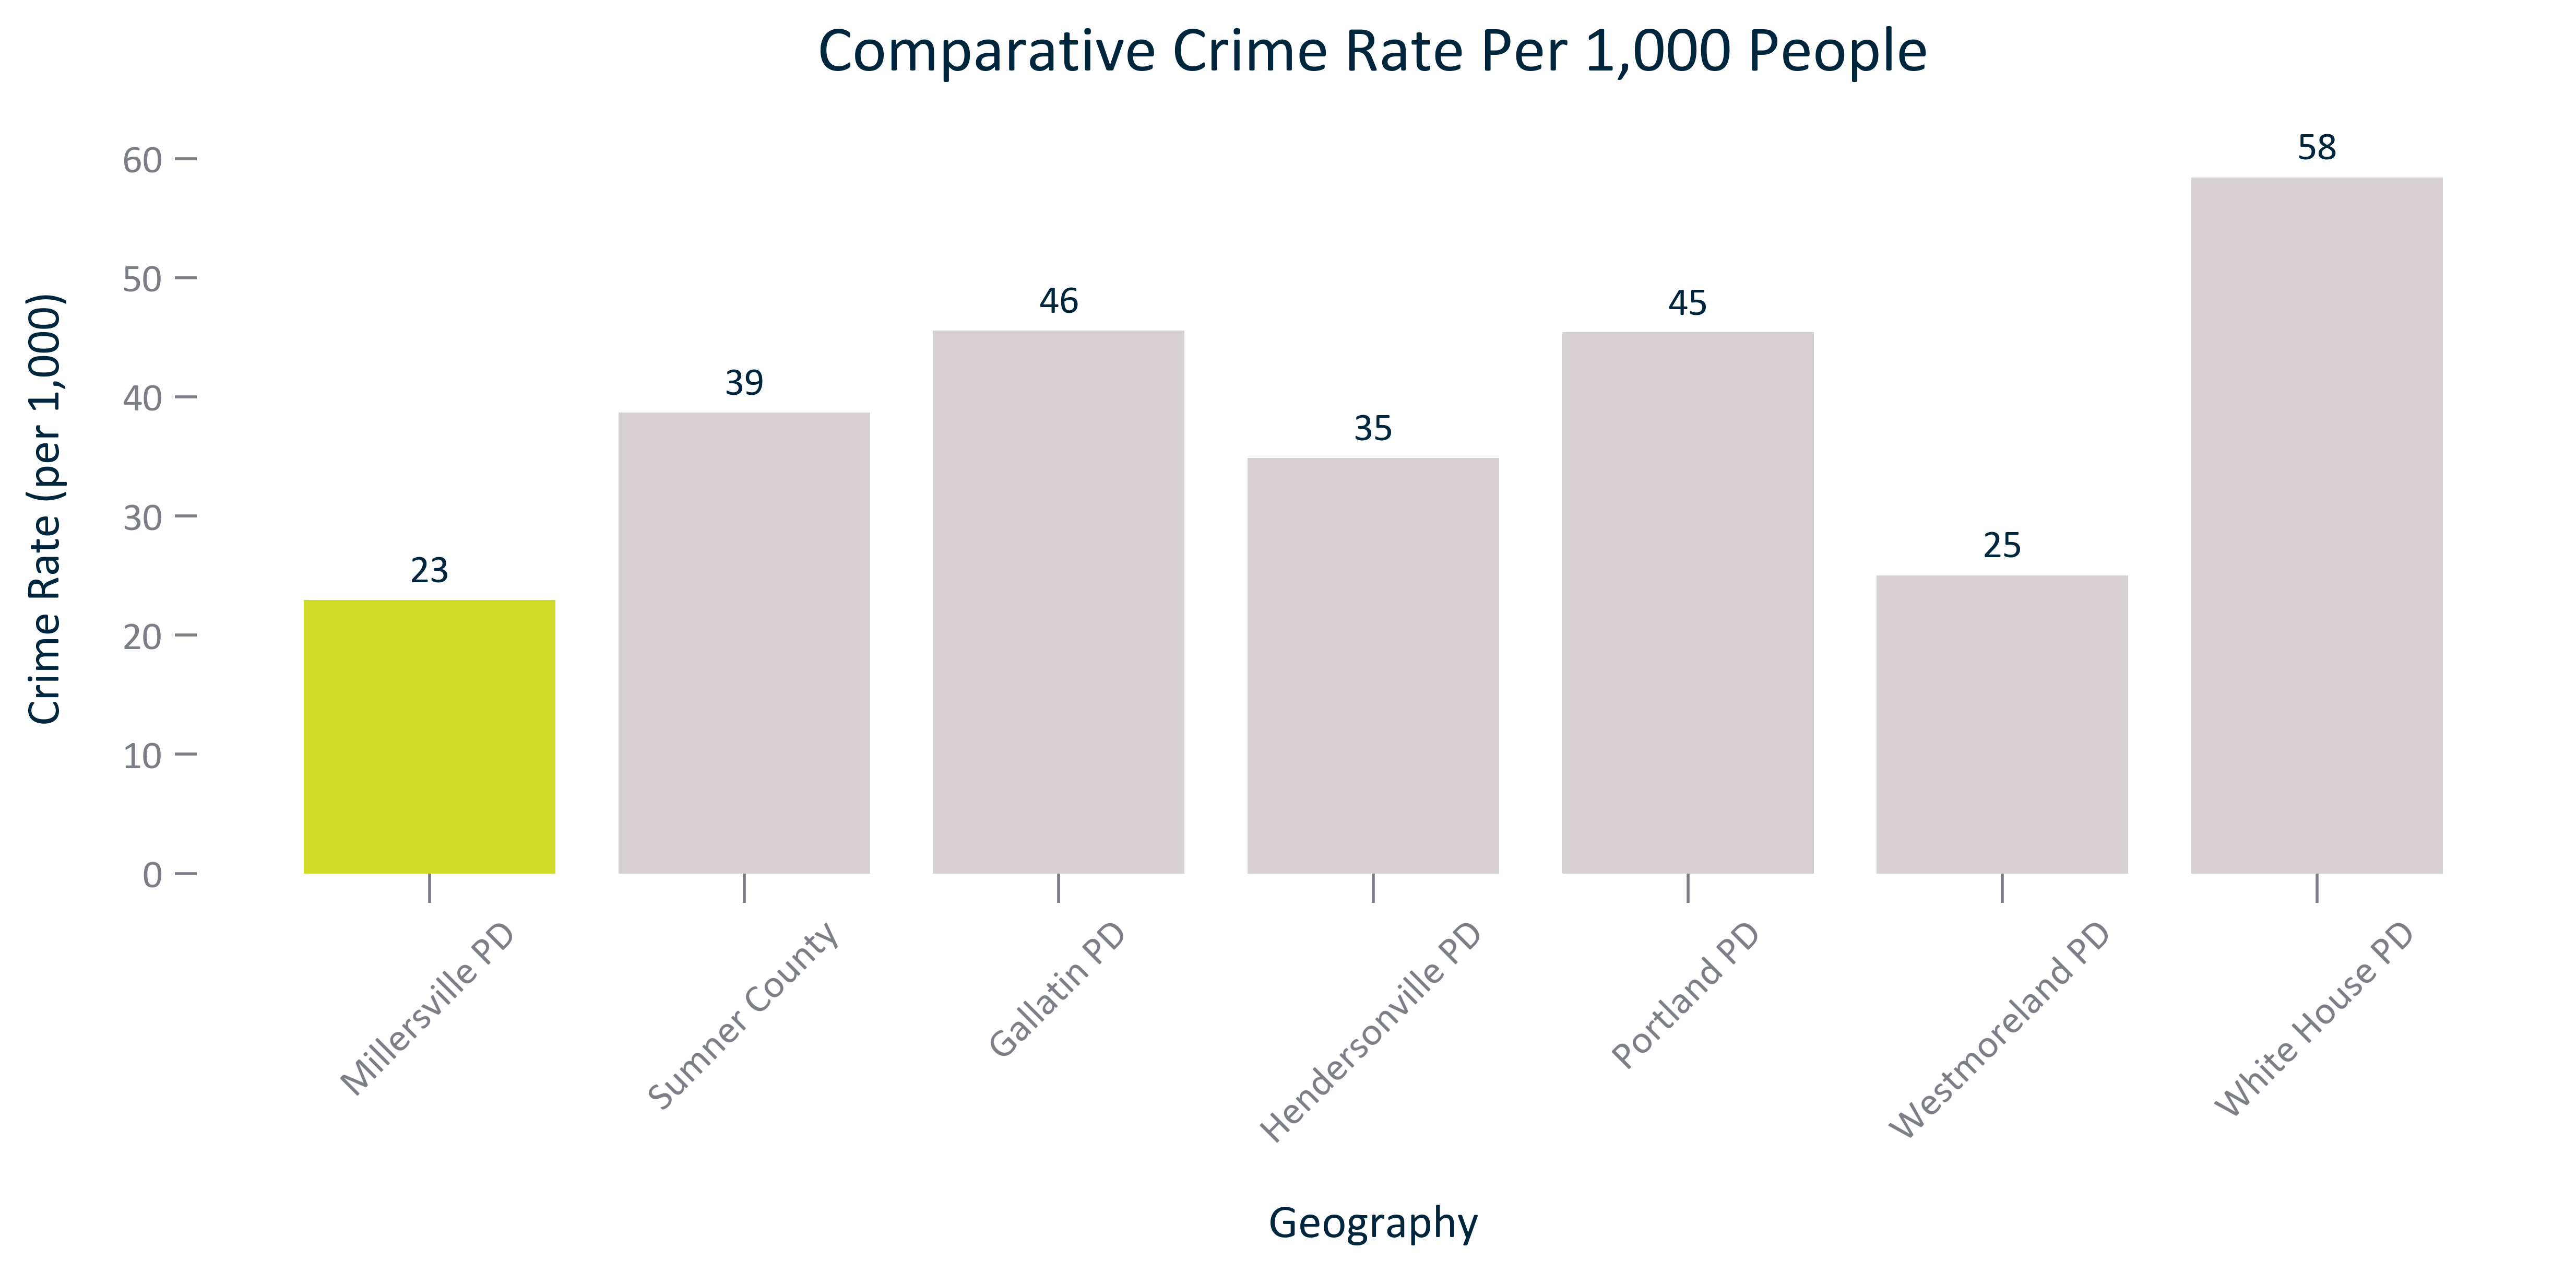 Comparative Crime Rate Per 1,000 People
Crime Rate (per 1,000)
60
50
40
30
20
10
0
23
39
46
35
45
25
58
Millersville PD
Sumner County
Gallatin PD
Hendersonville PD
Portland PD
Westmoreland PD
White House PD
Geography